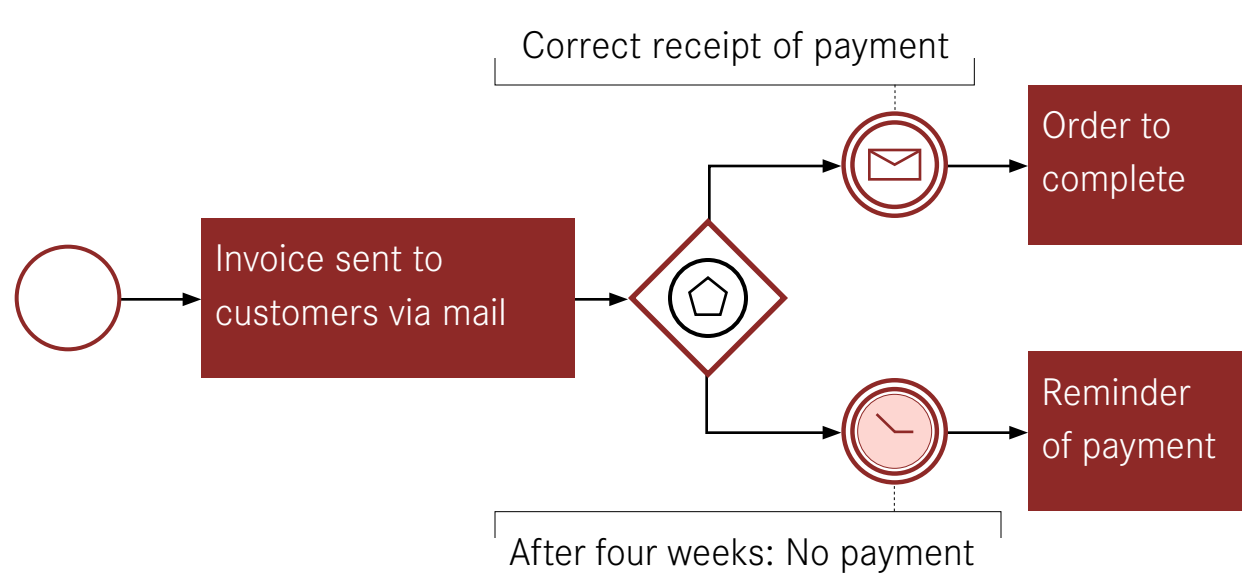 Correct receipt of payment
Order to
complete
Invoice sent to
customers via mail
Reminder
of payment
After four weeks: No payment